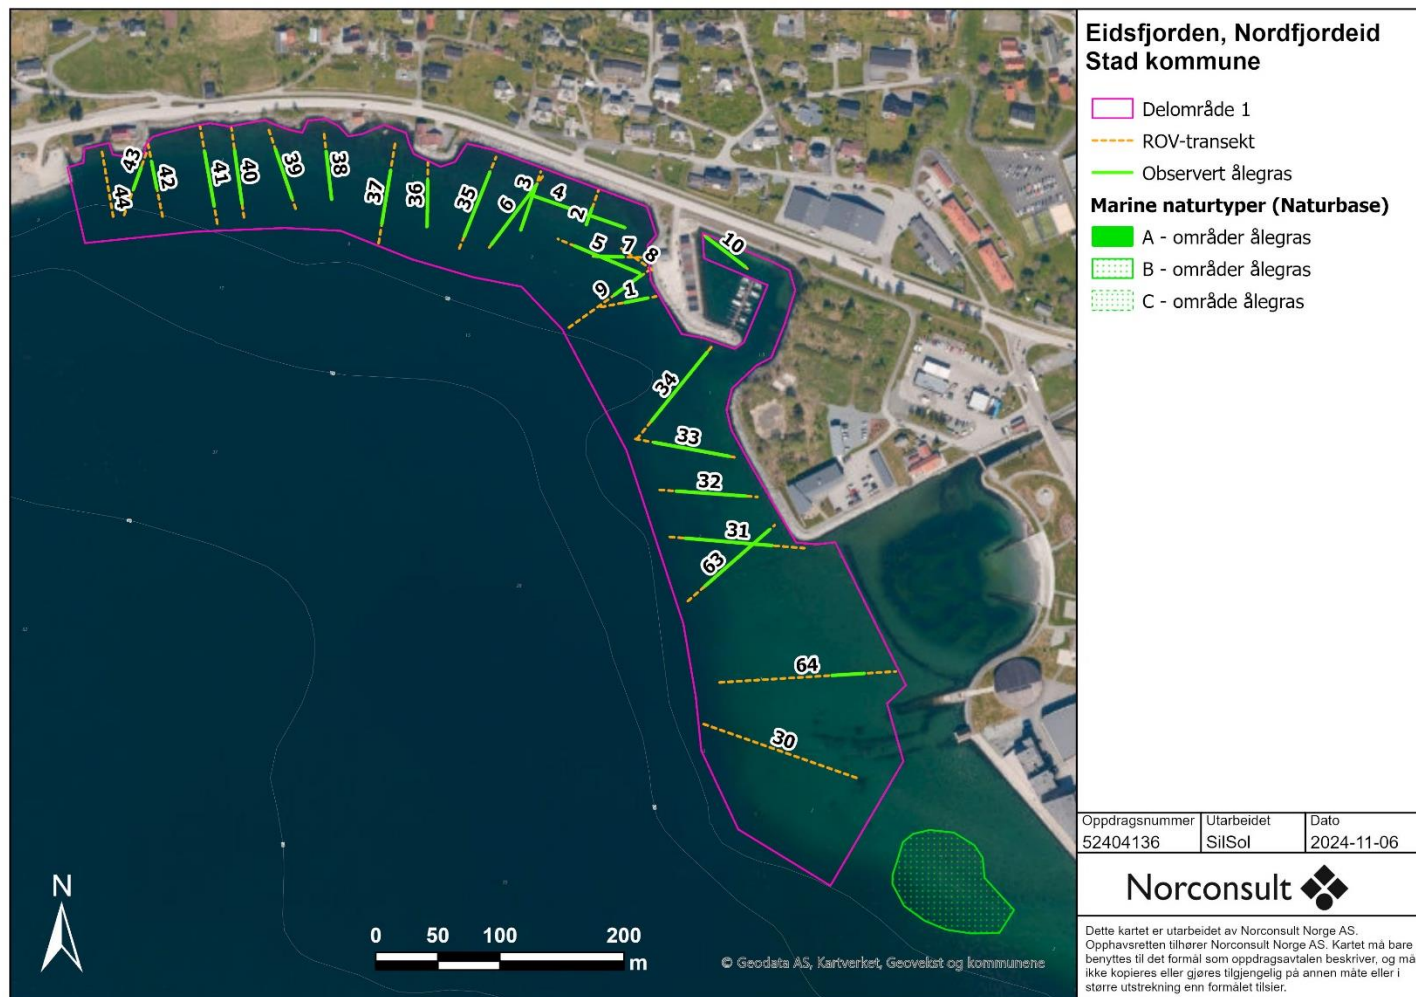 Eidsfjorden, Nordfjordeid
Stad kommune
Delområde 1
ROV-transekt
Observert ålegras
Marine naturtyper (Naturbase)
A - områder ålegras
B - områder ålegras
C - område ålegras
43
44
42
41
40
39
38
37
36
35
6
3
4
2
5
7
8
9
1
10
34
33
32
31
63
64
30
N
0 50 100 200
m
© Geodata AS, Kartverket, Geovekst og kommunene
Oppdragsnummer Utarbeidet Dato
52404136 SilSol 2024-11-06
Norconsult
Dette kartet er utarbeidet av Norconsult Norge AS.
Opphavsretten tilhører Norconsult Norge AS. Kartet må bare
benyttes til det formål som oppdragsavtalen beskriver, og må
ikke kopieres eller gjøres tilgjengelig på annen måte eller i
større utstrekning enn formålet tilsier.